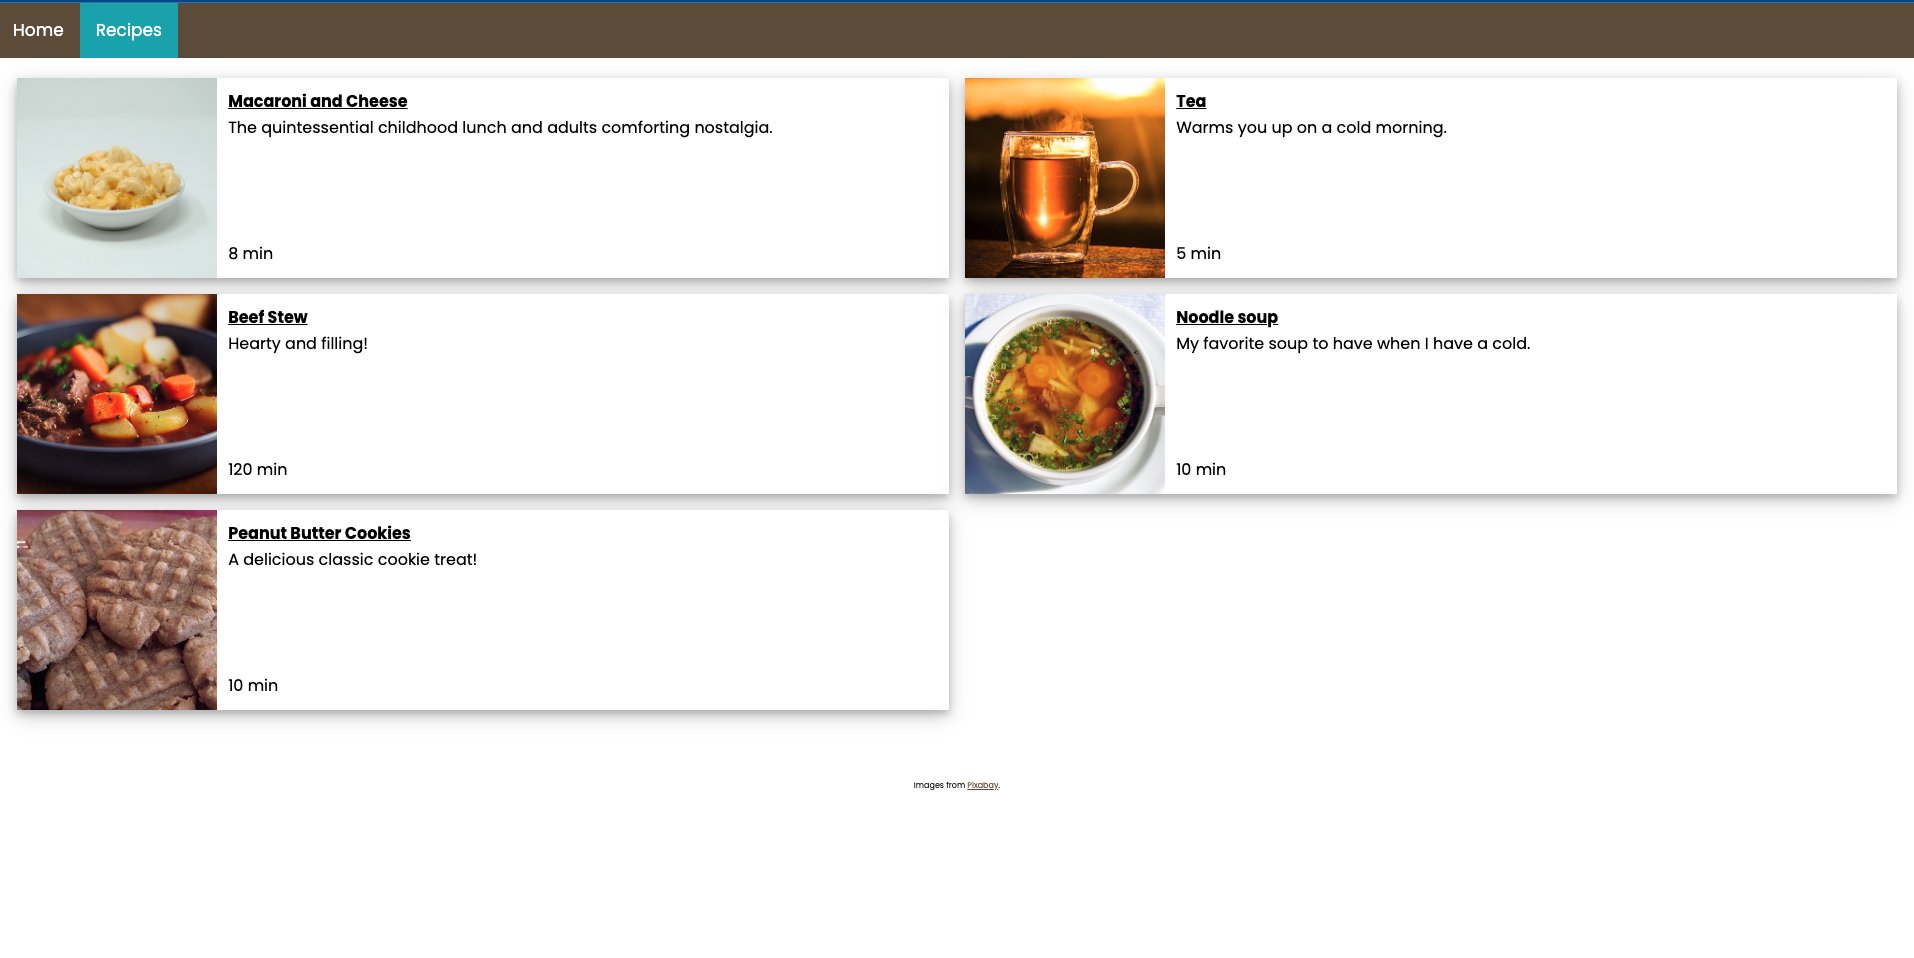 Home Recipes
Macaroni and Cheese
The quintessential childhood lunch and adults comforting nostalgia.
8 min
Tea
Warms you up on a cold morning.
5 min
Beef Stew
Hearty and filling!
120 min
Noodle soup
My favorite soup to have when I have a cold.
10 min
Peanut Butter Cookies
A delicious classic cookie treat!
10 min
Images from Pixabay.